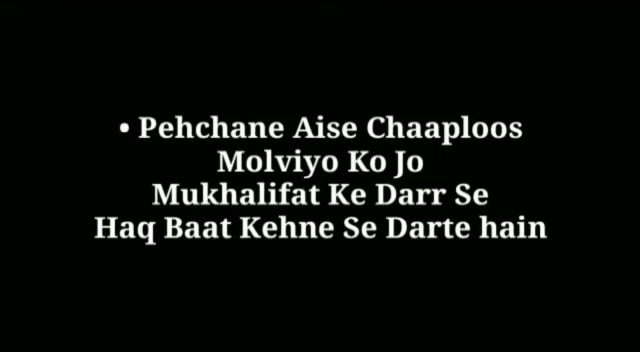 • Pehchane Aise Chaaploos
Molviyo Ko Jo
Mukhalifat Ke Darr Se
Haq Baat Kehne Se Darte hain